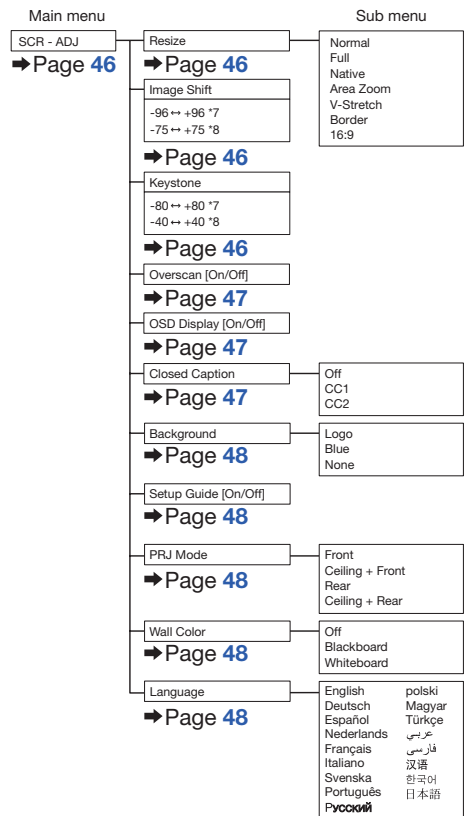 Main menu
Sub menu
SCR - ADJ
➡Page 46
Resize
➡Page 46
Normal
Full
Native
Area Zoom
V-Stretch
Border
16:9
Image Shift
-96 ↔ +96 *7
-75 ↔ +75 *8
➡Page 46
Keystone
-80 ↔ +80 *7
-40 ↔ +40 *8
➡Page 46
Overscan [On/Off]
➡Page 47
OSD Display [On/Off]
➡Page 47
Closed Caption
➡Page 47
Off
CC1
CC2
Background
➡Page 48
Logo
Blue
None
Setup Guide [On/Off]
➡Page 48
PRJ Mode
➡Page 48
Front
Ceiling + Front
Rear
Ceiling + Rear
Wall Color
➡Page 48
Off
Blackboard
Whiteboard
Language
➡Page 48
English
Deutsch
Español
Nederlands
Français
Italiano
Svenska
Português
Pусский
polski
Magyar
Türkçe
عربي
فارسی
汉语
한국어
日本語